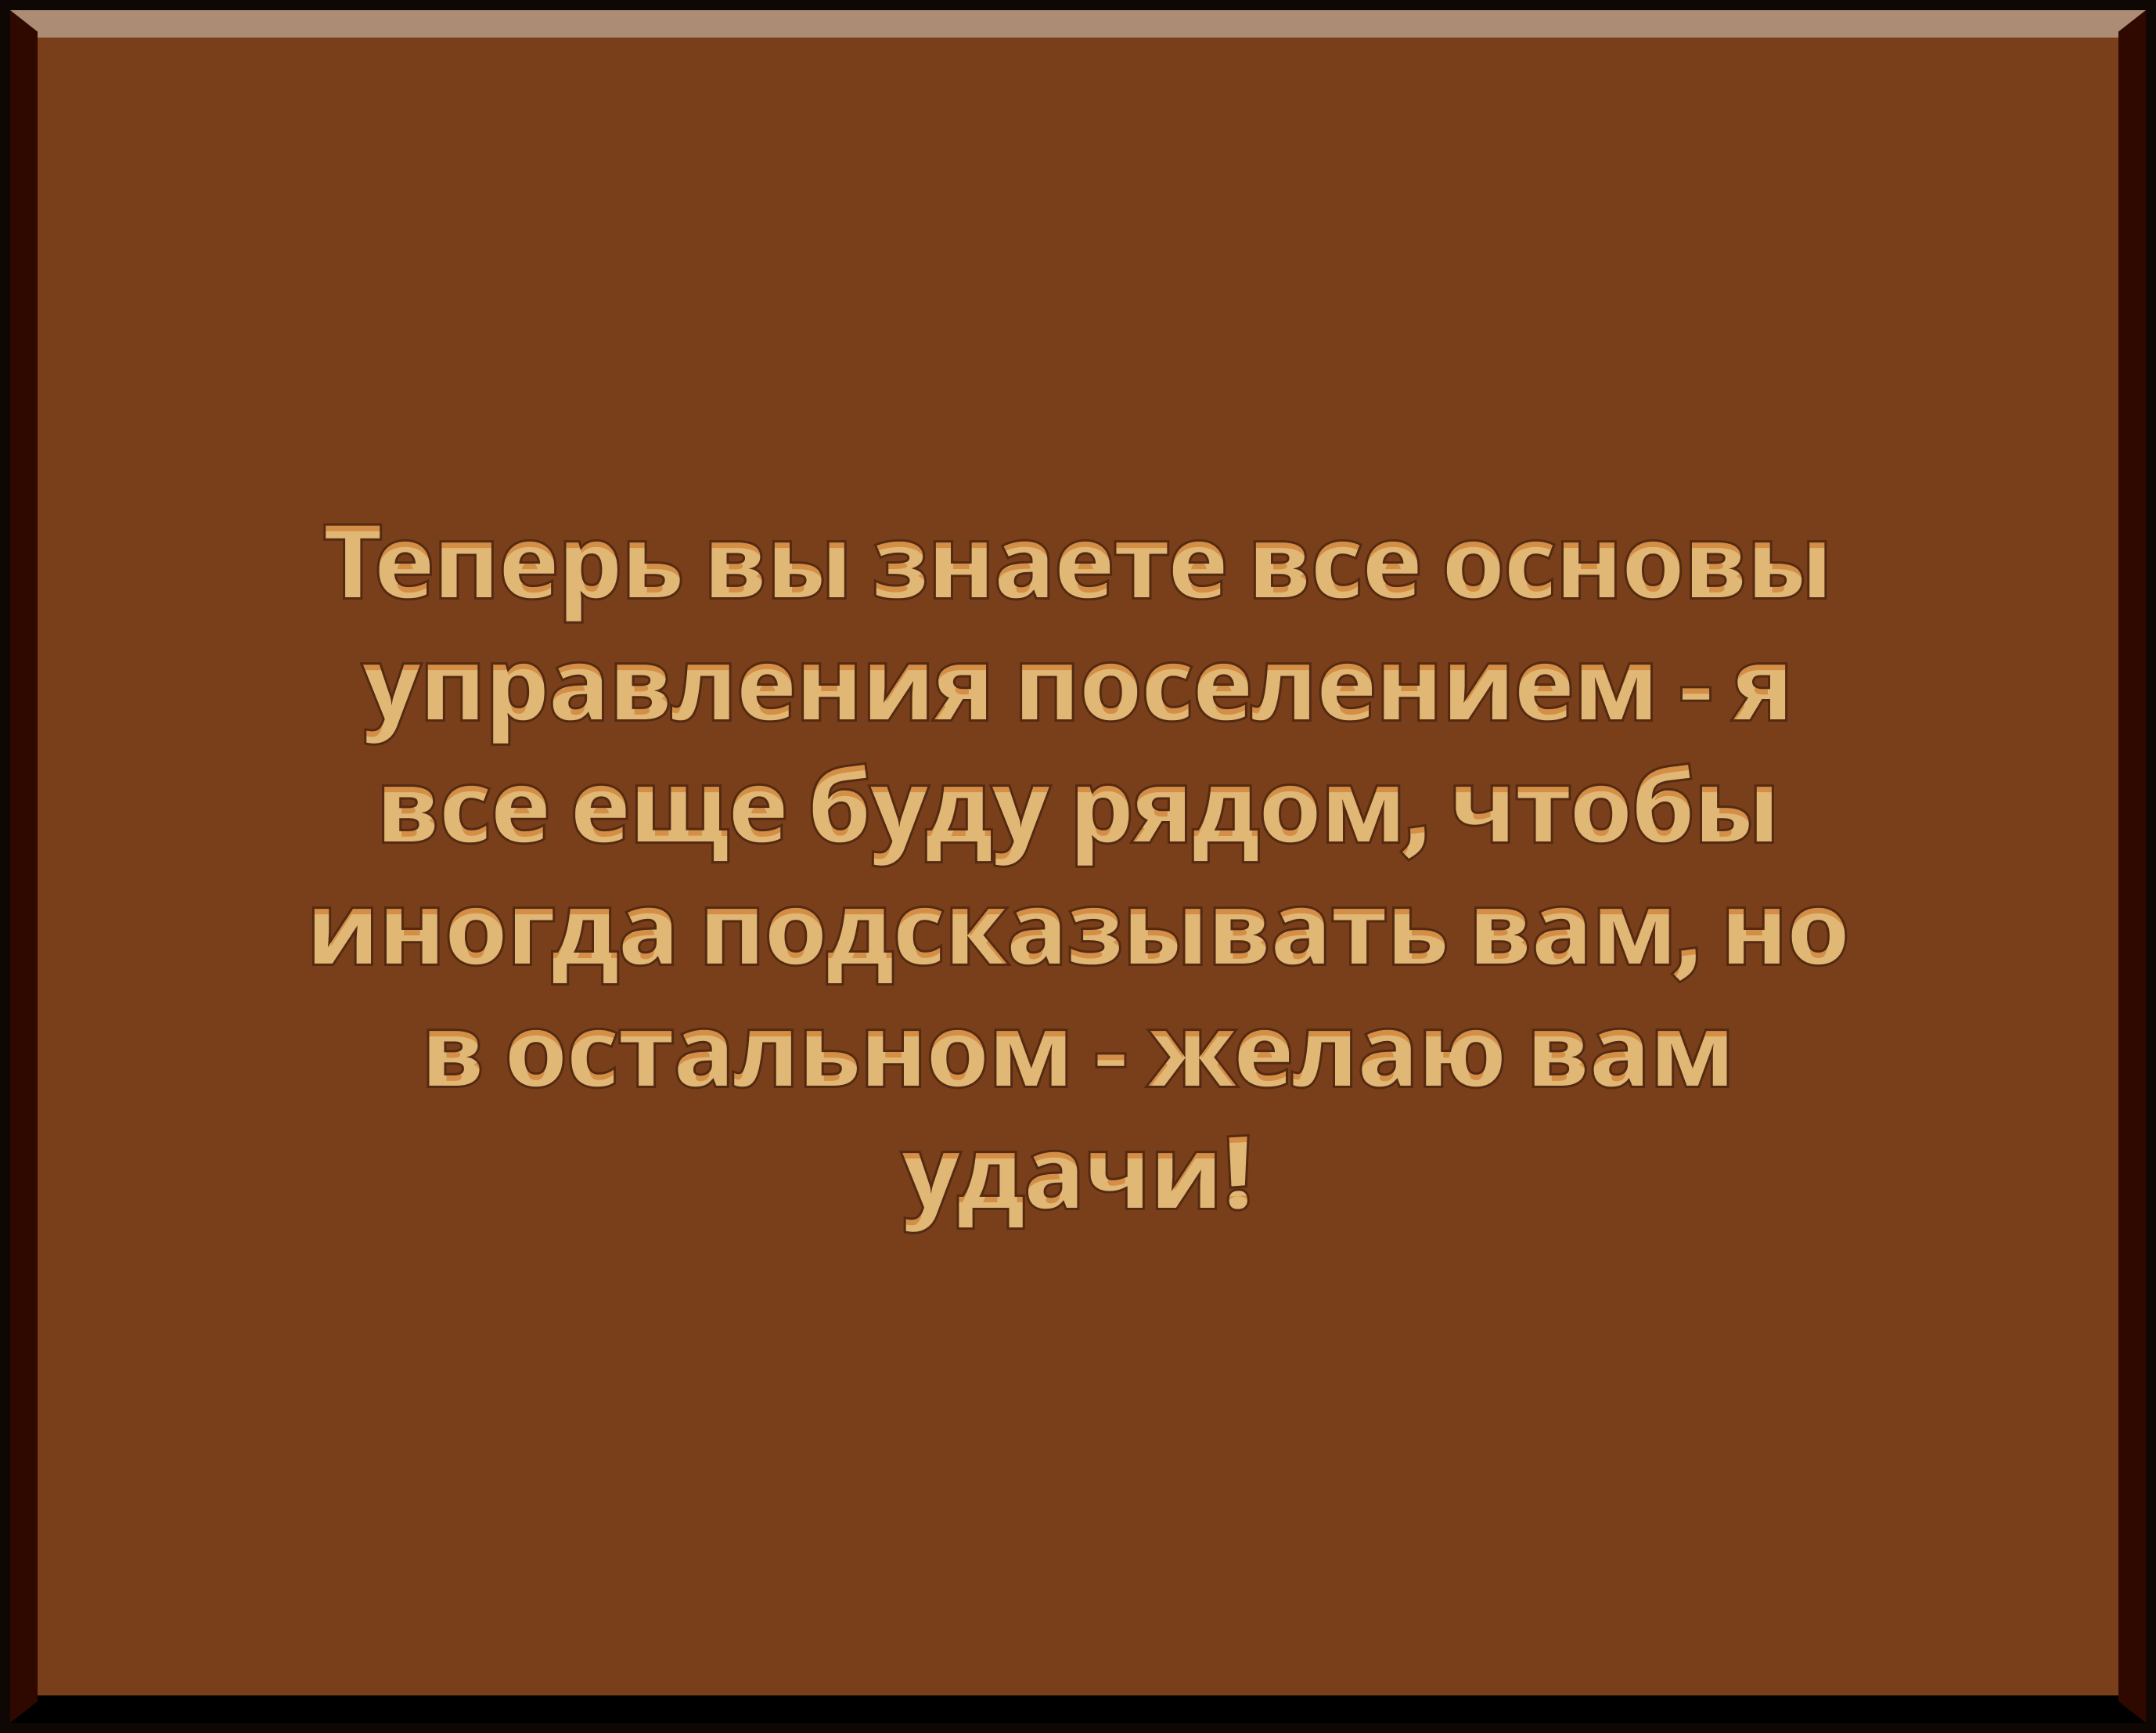 Теперь вы знаете все основы
управления поселением - я
все еще буду рядом, чтобы
иногда подсказывать вам, но
в остальном - желаю вам
удачи!